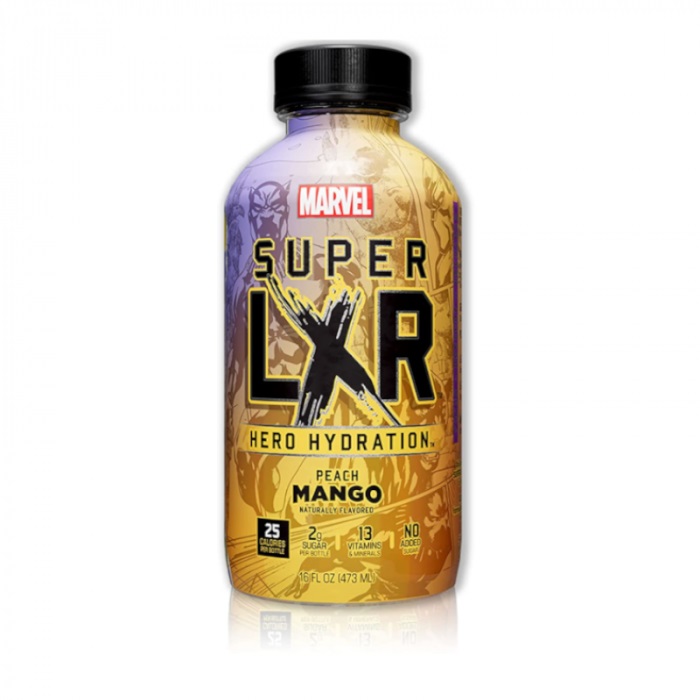 MARVEL
SUPER
LXR
HERO HYDRATION™
PEACH
MANGO
NATURALLY FLAVORED
25 2g 13 NO
CALORIES SUGAR VITAMINS ADDED
PER BOTTLE PER BOTTLE & MINERALS SUGAR
16 FL OZ (473 ML)